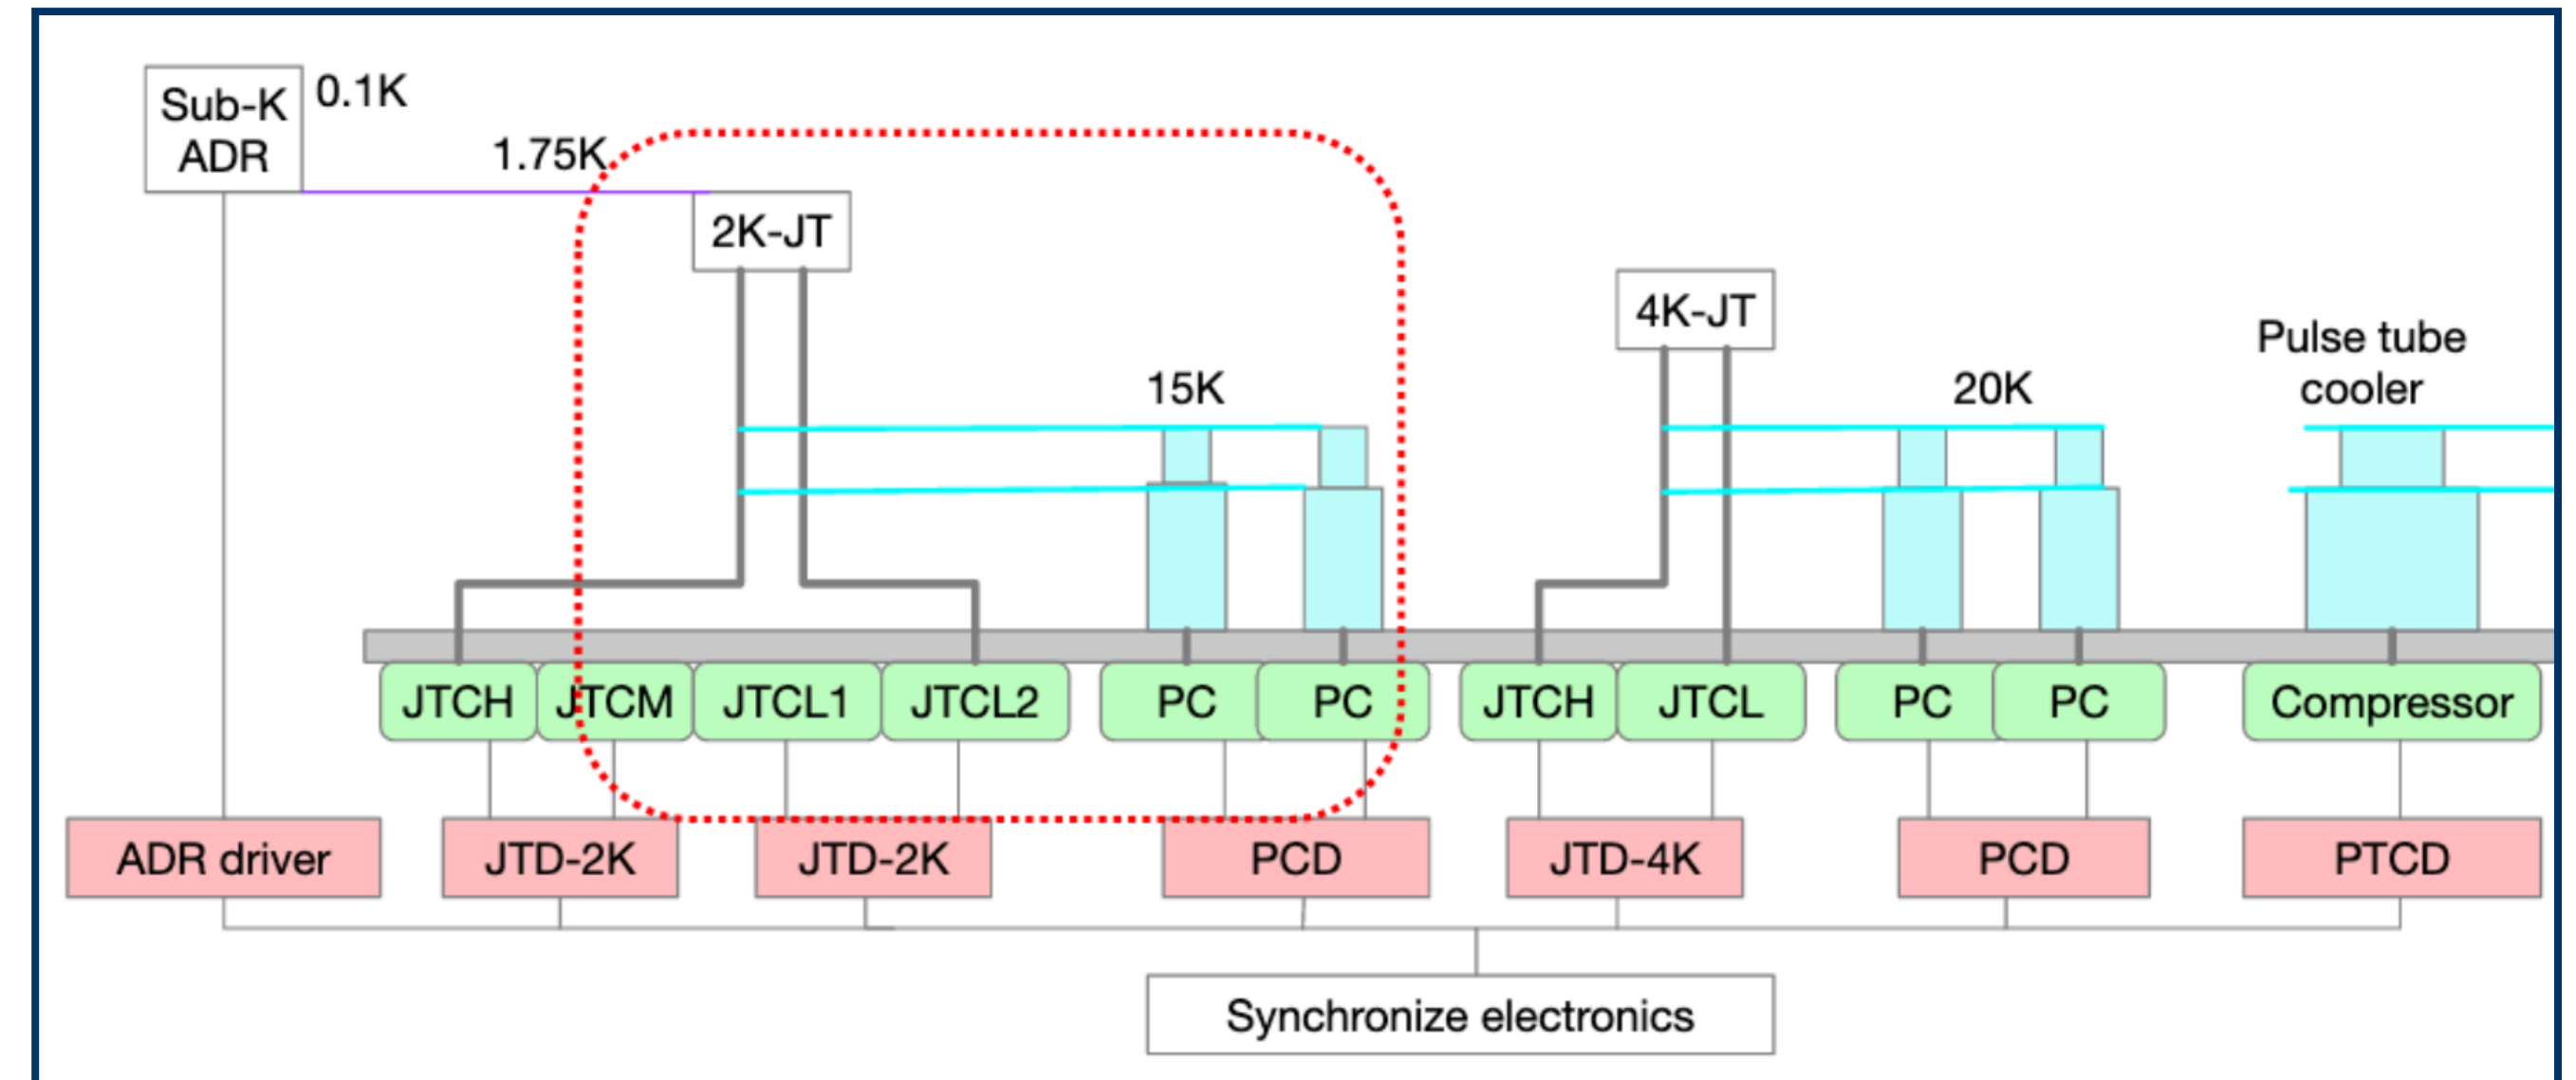 Sub-K
ADR
0.1K
1.75K
2K-JT
4K-JT
Pulse tube
cooler
15K
20K
JTCH
JTCM
JTCL1
JTCL2
PC
PC
JTCH
JTCL
PC
PC
Compressor
ADR driver
JTD-2K
JTD-2K
PCD
JTD-4K
PCD
PTCD
Synchronize electronics